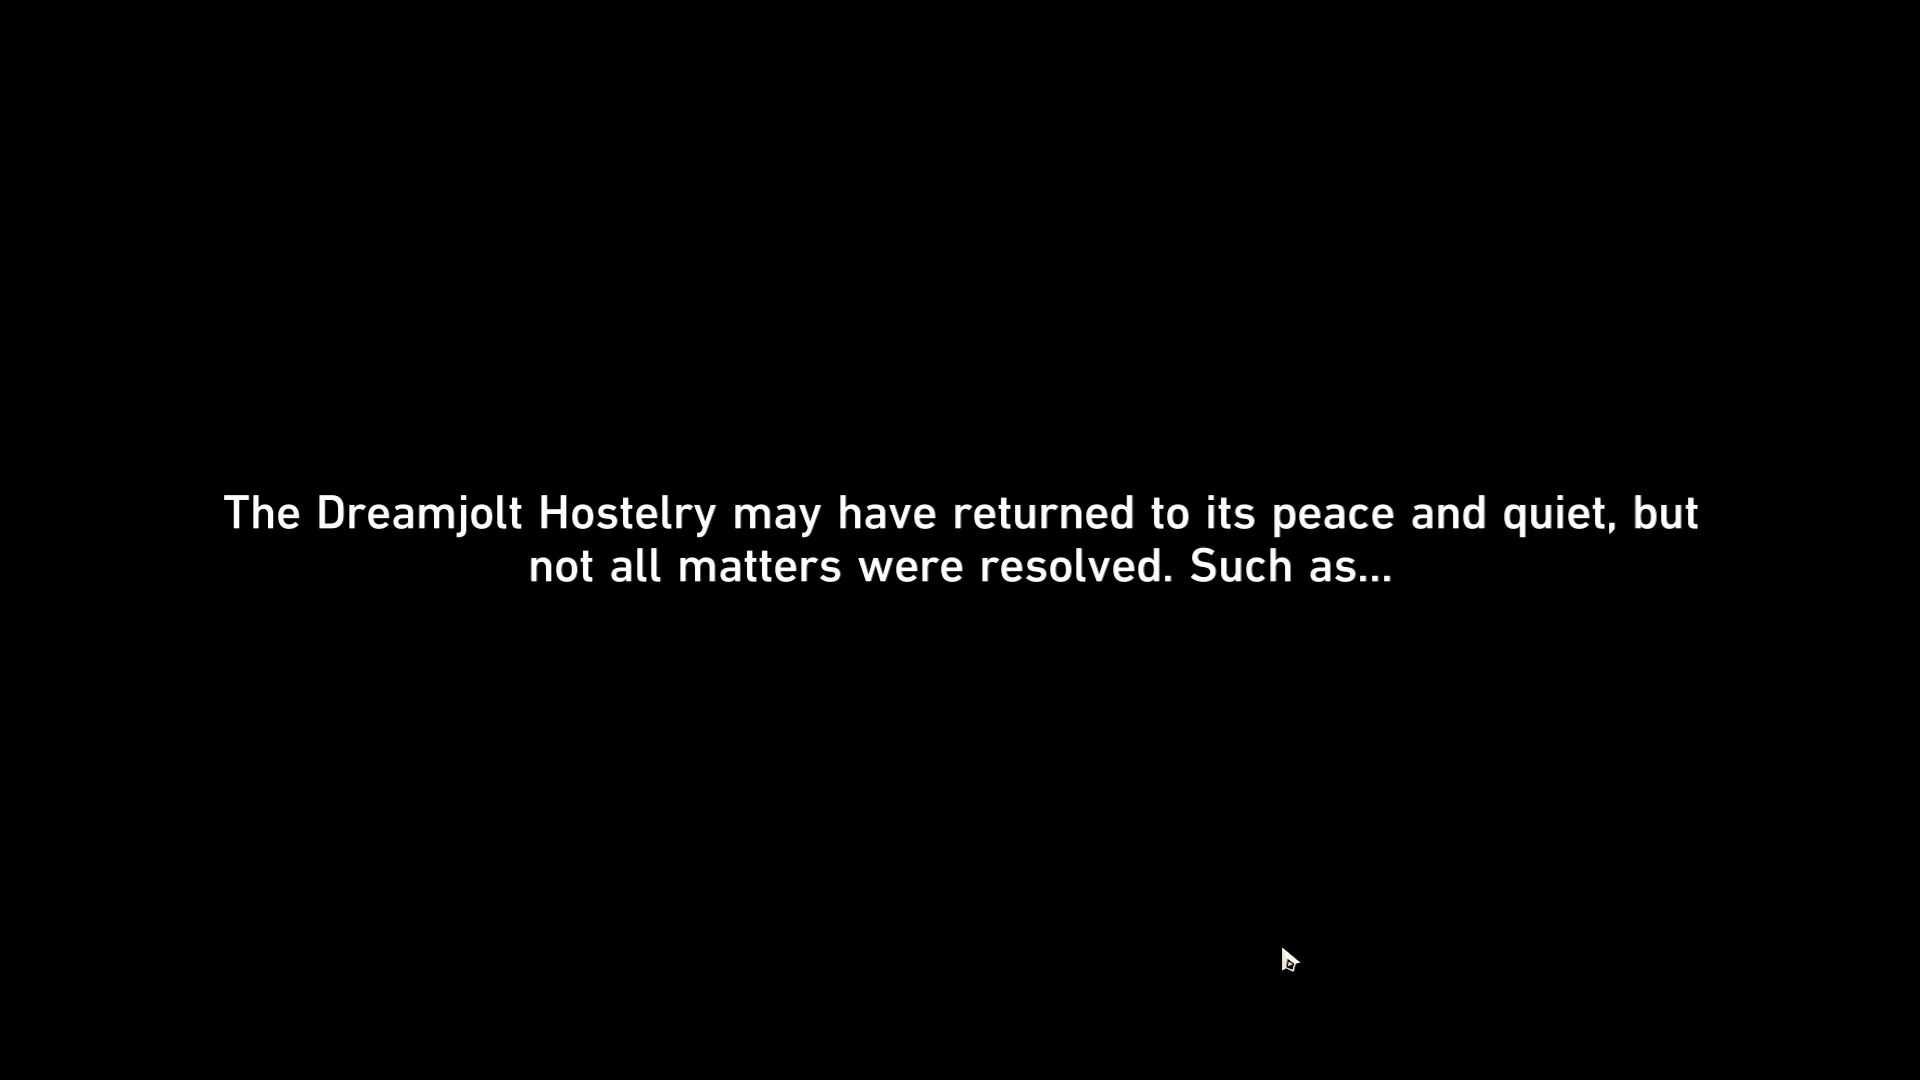 The Dreamjolt Hostelry may have returned to its peace and quiet, but
not all matters were resolved. Such as...